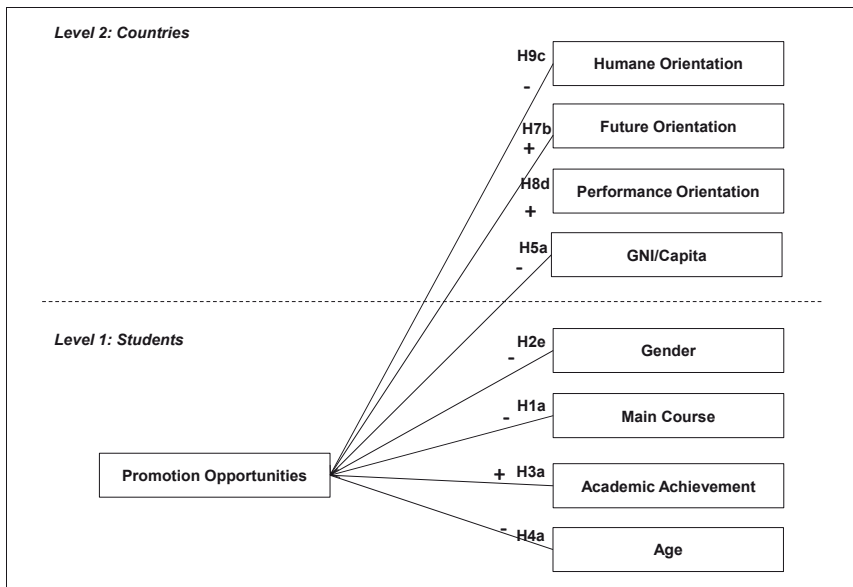 Level 2: Countries
H9c
-
Humane Orientation
H7b
+
Future Orientation
H8d
+
Performance Orientation
H5a
-
GNI/Capita
Level 1: Students
H2e
-
Gender
H1a
-
Main Course
Promotion Opportunities
+ H3a
Academic Achievement
- H4a
Age